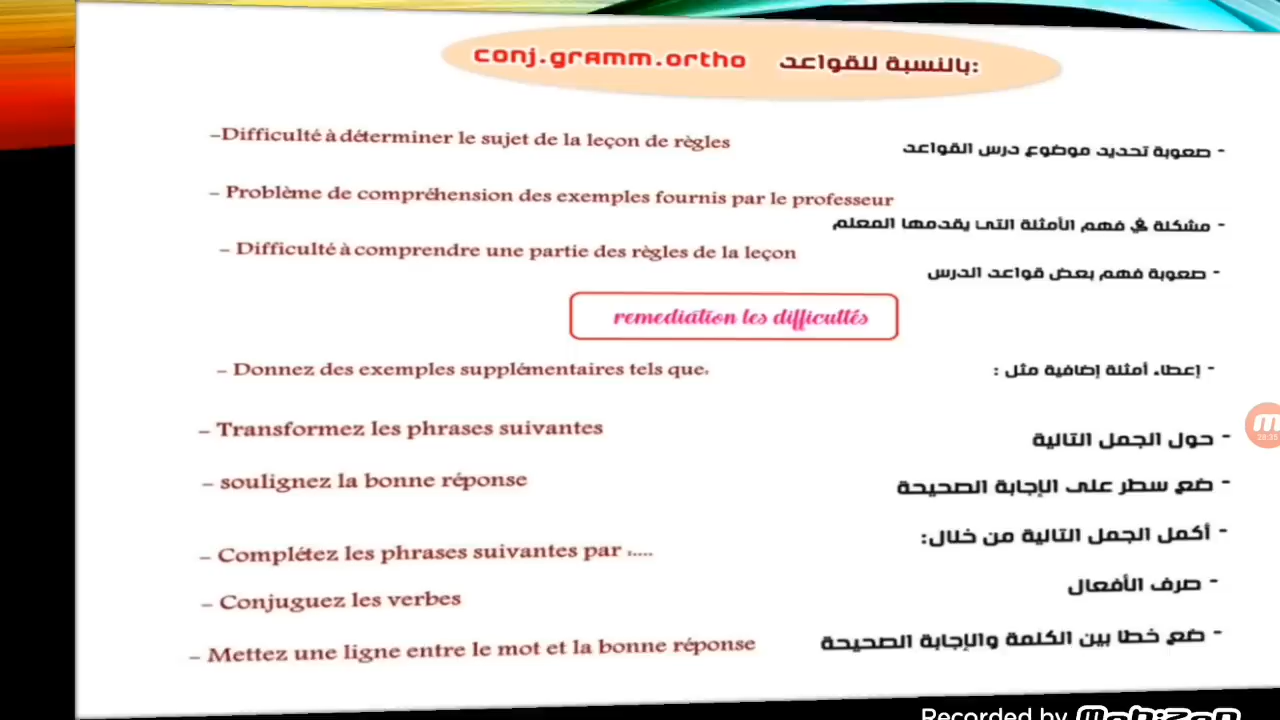 conj.gramm.ortho بالنسبة للقواعد:
-Difficulté à déterminer le sujet de la leçon de règles
- صعوبة تحديد موضوع درس القواعد
- Problème de compréhension des exemples fournis par le professeur
- مشكلة في فهم الأمثلة التي يقدمها المعلم
- Difficulté à comprendre une partie des règles de la leçon
- صعوبة فهم بعض قواعد الدرس
remediation les difficultés
- Donnez des exemples supplémentaires tels que.
- إعطاء أمثلة إضافية مثل :
- Transformez les phrases suivantes
- حول الجمل التالية
- soulignez la bonne réponse
- ضع سطر على الإجابة الصحيحة
- Complétez les phrases suivantes par .....
- أكمل الجمل التالية من خلال:
- Conjuguez les verbes
- صرف الأفعال
- Mettez une ligne entre le mot et la bonne réponse
- ضع خطا بين الكلمة والإجابة الصحيحة
Recorded by Mobizen